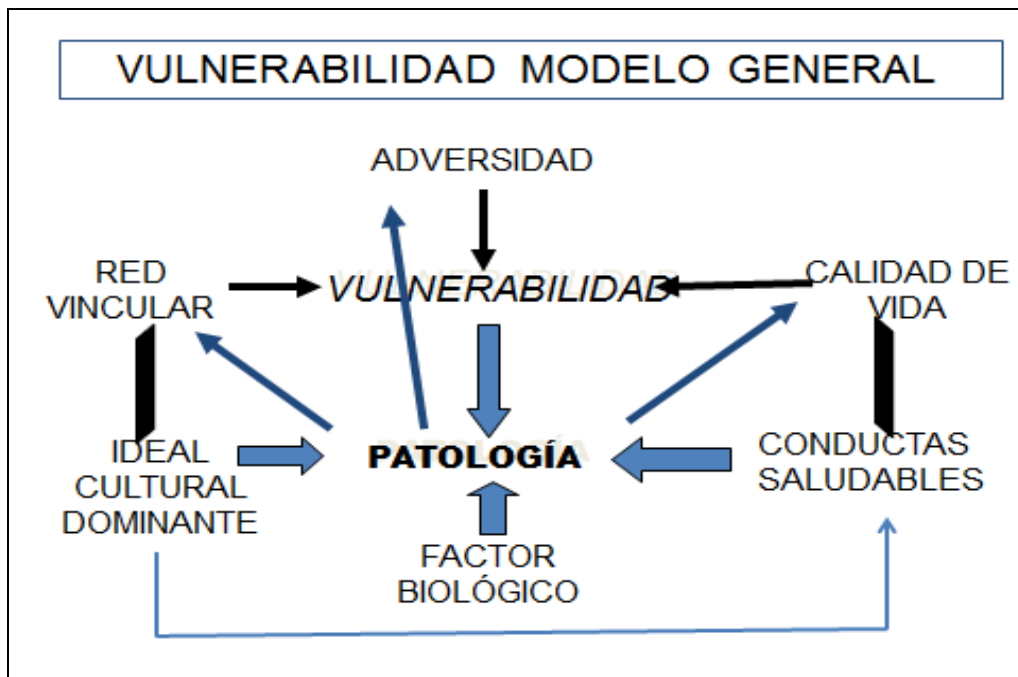 VULNERABILIDAD MODELO GENERAL
ADVERSIDAD
RED
VINCULAR
VULNERABILIDAD
CALIDAD DE
VIDA
IDEAL
CULTURAL
DOMINANTE
PATOLOGÍA
CONDUCTAS
SALUDABLES
FACTOR
BIOLÓGICO